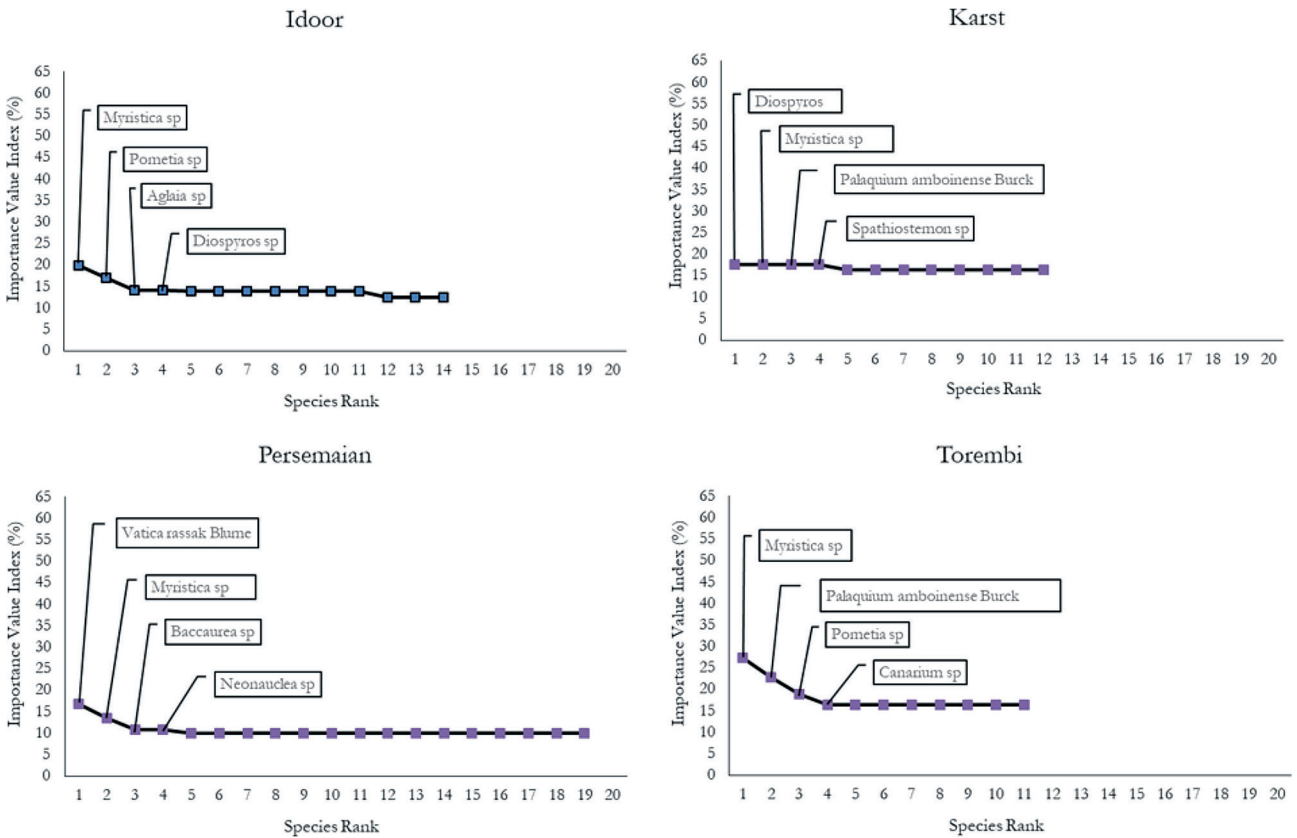 Idoor
Importance Value Index (%)
65
60
55
50
45
40
35
30
25
20
15
10
5
0
Myristica sp
Pometia sp
Aglaia sp
Diospyros sp
1 2 3 4 5 6 7 8 9 10 11 12 13 14 15 16 17 18 19 20
Species Rank
Karst
Importance Value Index (%)
65
60
55
50
45
40
35
30
25
20
15
10
5
0
Diospyros
Myristica sp
Palaquium amboinense Burck
Spathiostemon sp
1 2 3 4 5 6 7 8 9 10 11 12 13 14 15 16 17 18 19 20
Species Rank
Persemaian
Importance Value Index (%)
65
60
55
50
45
40
35
30
25
20
15
10
5
0
Vatica rassak Blume
Myristica sp
Baccaurea sp
Neonauclea sp
1 2 3 4 5 6 7 8 9 10 11 12 13 14 15 16 17 18 19 20
Species Rank
Torembi
Importance Value Index (%)
65
60
55
50
45
40
35
30
25
20
15
10
5
0
Myristica sp
Palaquium amboinense Burck
Pometia sp
Canarium sp
1 2 3 4 5 6 7 8 9 10 11 12 13 14 15 16 17 18 19 20
Species Rank